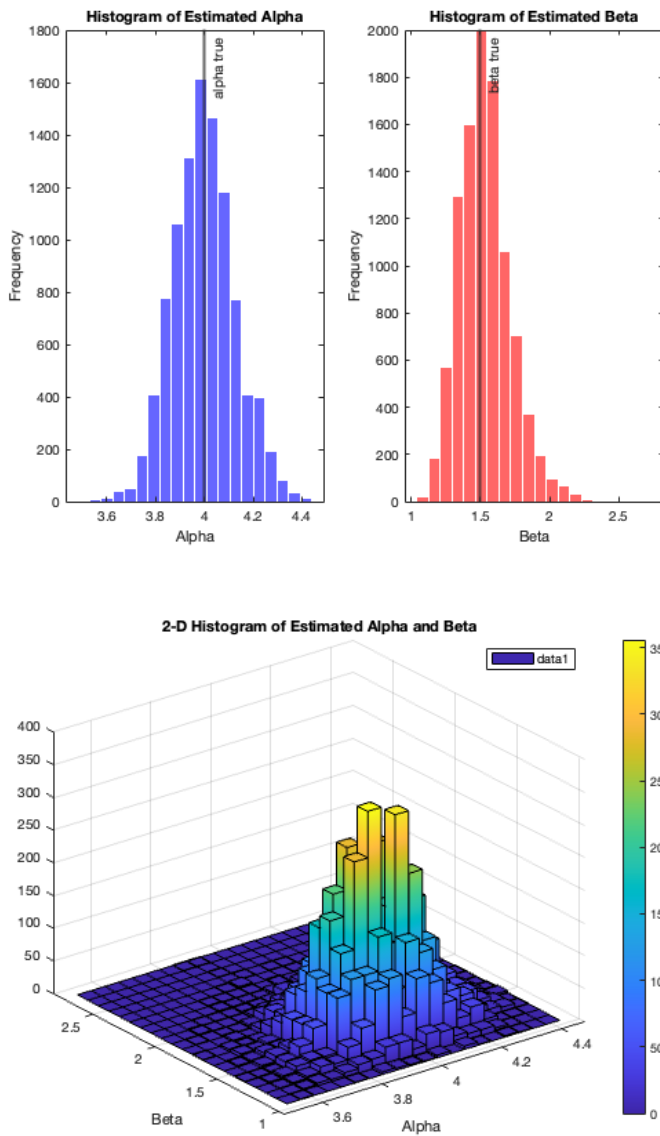 Histogram of Estimated Alpha
1800
1600
1400
1200
1000
800
600
400
200
0
Frequency
alpha true
3.6 3.8 4 4.2 4.4
Alpha
Histogram of Estimated Beta
2000
1800
1600
1400
1200
1000
800
600
400
200
0
Frequency
beta true
1 1.5 2 2.5
Beta
2-D Histogram of Estimated Alpha and Beta
data1
400
350
300
250
200
150
100
50
0
2.5
2
1.5
1
Beta
3.6
3.8
4
4.2
4.4
Alpha
50
0